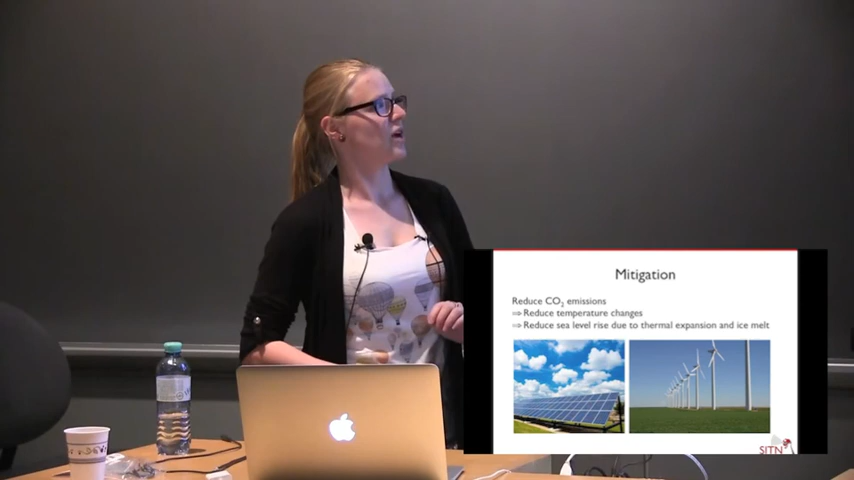 Mitigation
Reduce CO₂ emissions
⇒ Reduce temperature changes
⇒ Reduce sea level rise due to thermal expansion and ice melt
SITN